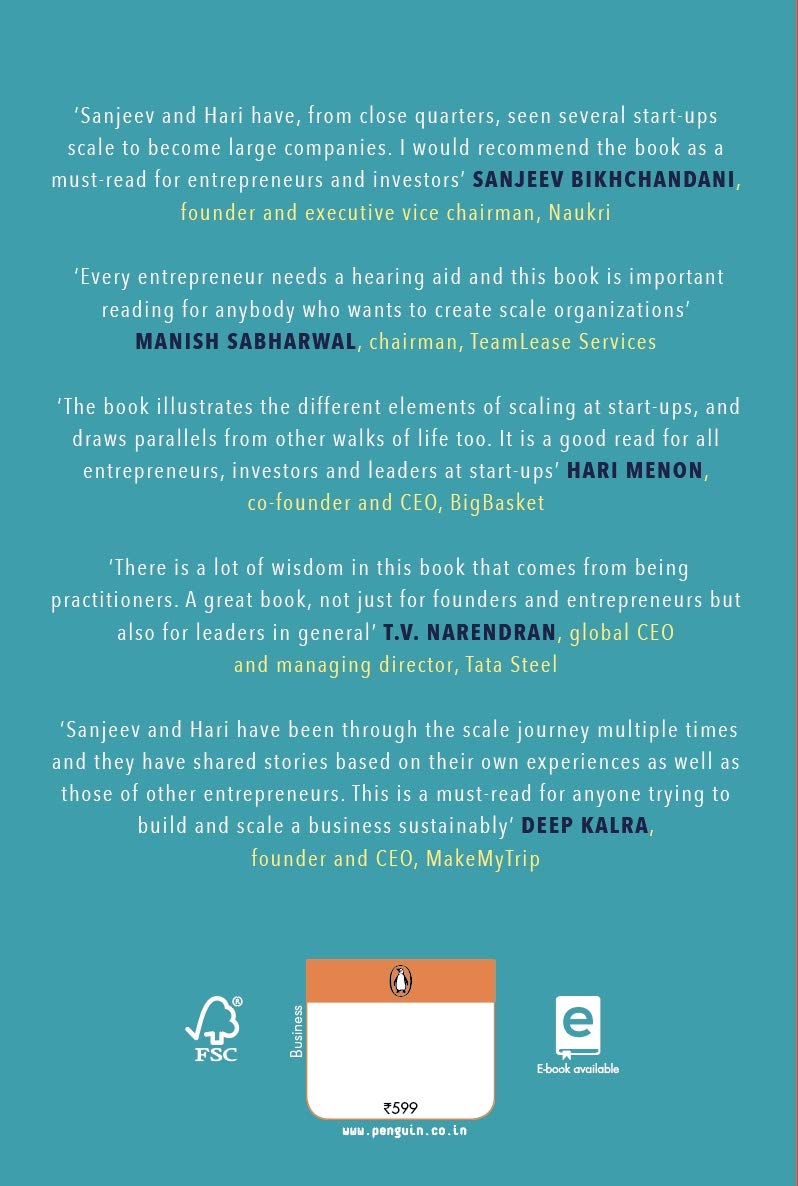 ‘Sanjeev and Hari have, from close quarters, seen several start-ups
scale to become large companies. I would recommend the book as a
must-read for entrepreneurs and investors’ SANJEEV BIKHCHANDANI,
founder and executive vice chairman, Naukri
‘Every entrepreneur needs a hearing aid and this book is important
reading for anybody who wants to create scale organizations’
MANISH SABHARWAL, chairman, TeamLease Services
‘The book illustrates the different elements of scaling at start-ups, and
draws parallels from other walks of life too. It is a good read for all
entrepreneurs, investors and leaders at start-ups’ HARI MENON,
co-founder and CEO, BigBasket
‘There is a lot of wisdom in this book that comes from being
practitioners. A great book, not just for founders and entrepreneurs but
also for leaders in general’ T.V. NARENDRAN, global CEO
and managing director, Tata Steel
‘Sanjeev and Hari have been through the scale journey multiple times
and they have shared stories based on their own experiences as well as
those of other entrepreneurs. This is a must-read for anyone trying to
build and scale a business sustainably’ DEEP KALRA,
founder and CEO, MakeMyTrip
®
FSC
Business
₹599
www.penguin.co.in
e
E-book available